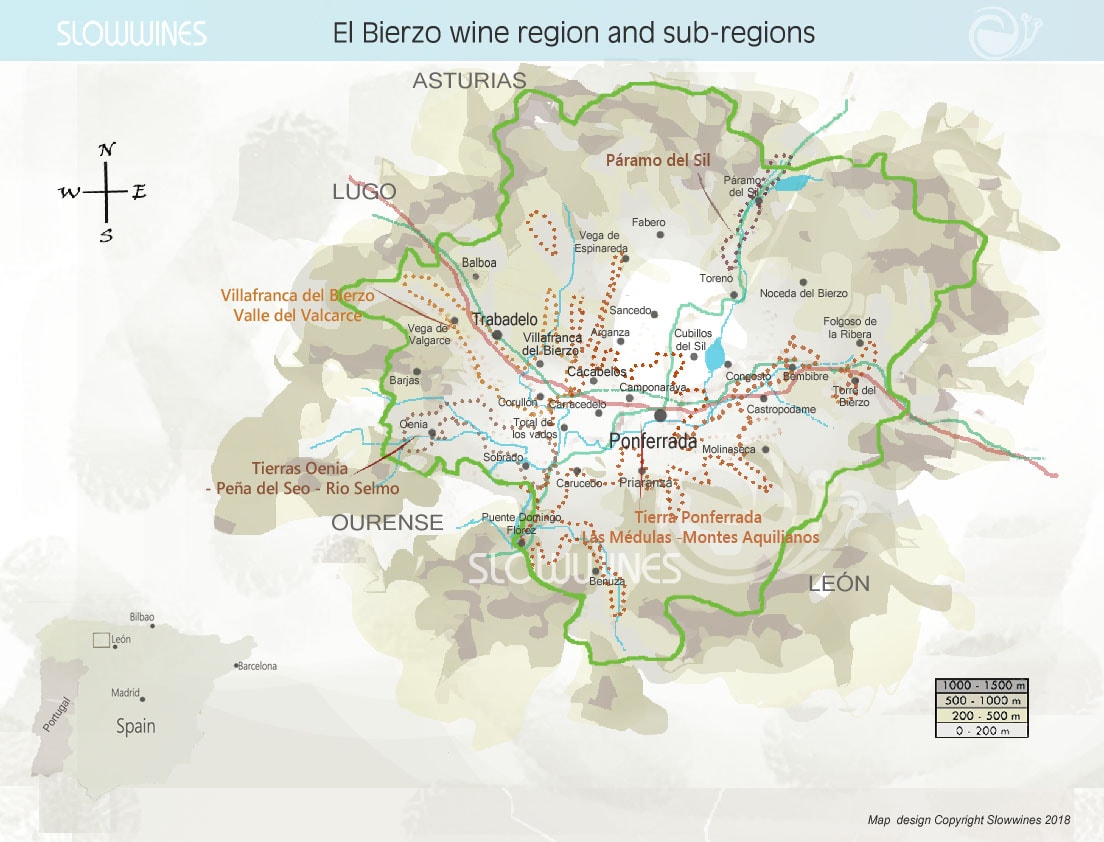 SLOWWINES
El Bierzo wine region and sub-regions
ASTURIAS
N
W E
S
LUGO
Páramo del Sil
Páramo
del Sil
Fabero
Vega de
Espinareda
Balboa
Toreno
Noceda del Bierzo
Villafranca del Bierzo
Valle del Valcarce
Vega de
Valgarce
Trabadelo
Sancedo
Arganza
Folgoso de
la Ribera
Villafranca
del Bierzo
Cubillos
del Sil
Barjas
Cacabelos
Congosto
Bembibre
Camponaraya
Torre del
Bierzo
Corullón
Carracedelo
Castropodame
Oenia
Toral de
los vados
Ponferrada
Molinaseca
Sobrado
Tierras Oenia
- Peña del Seo - Rio Selmo
Carucedo
Priaranza
OURENSE
Puente Domingo
Florez
Tierra Ponferrada
-Las Médulas -Montes Aquilianos
SLOWWINES
Benuza
LEÓN
Bilbao
León
Barcelona
Madrid
Portugal
Spain
1000 - 1500 m
500 - 1000 m
200 - 500 m
0 - 200 m
Map design Copyright Slowwines 2018